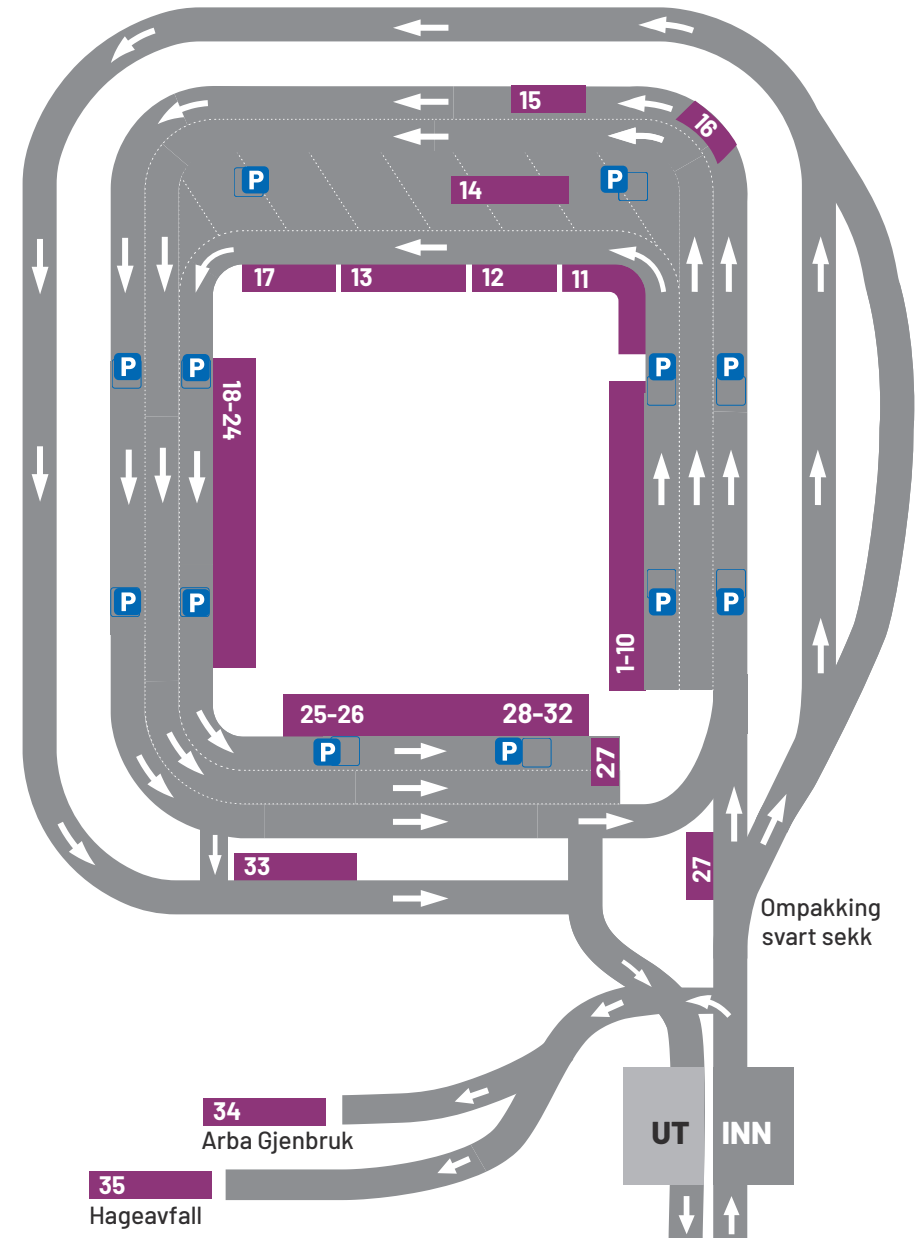 15
16
P
P
14
17
13
12
11
P
P
P
P
18-24
P
P
P
P
1-10
25-26
28-32
P
P
27
33
27
Ompakking
svart sekk
34
Arba Gjenbruk
UT
INN
35
Hageavfall